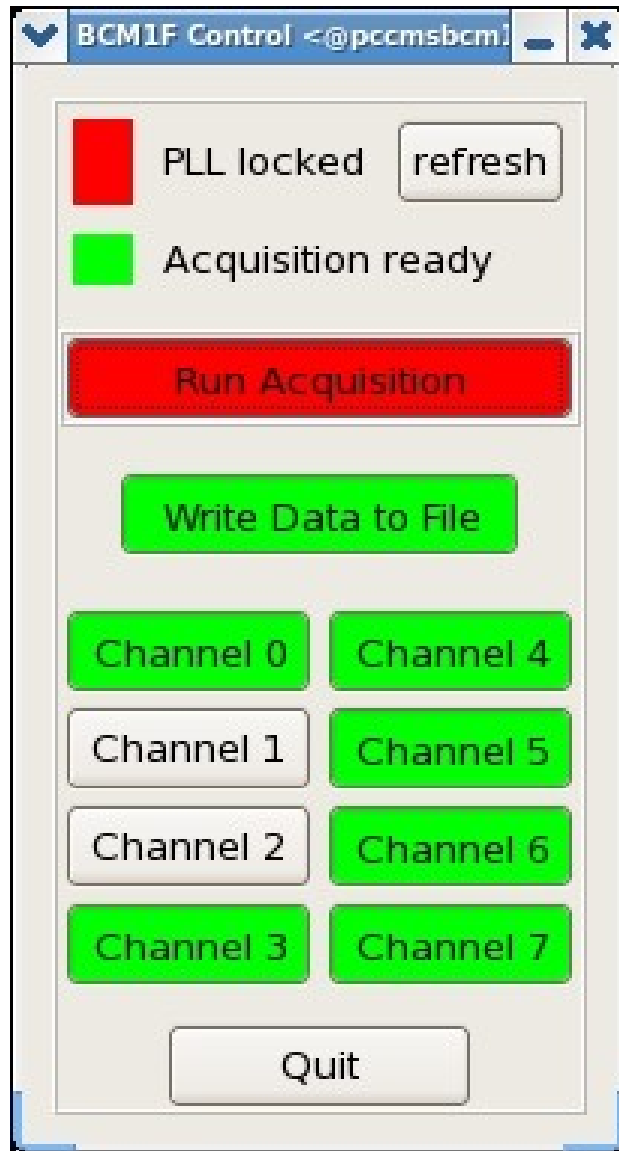 BCM1F Control <@pccmsbcm1
PLL locked refresh
Acquisition ready
Run Acquisition
Write Data to File
Channel 0 Channel 4
Channel 1 Channel 5
Channel 2 Channel 6
Channel 3 Channel 7
Quit